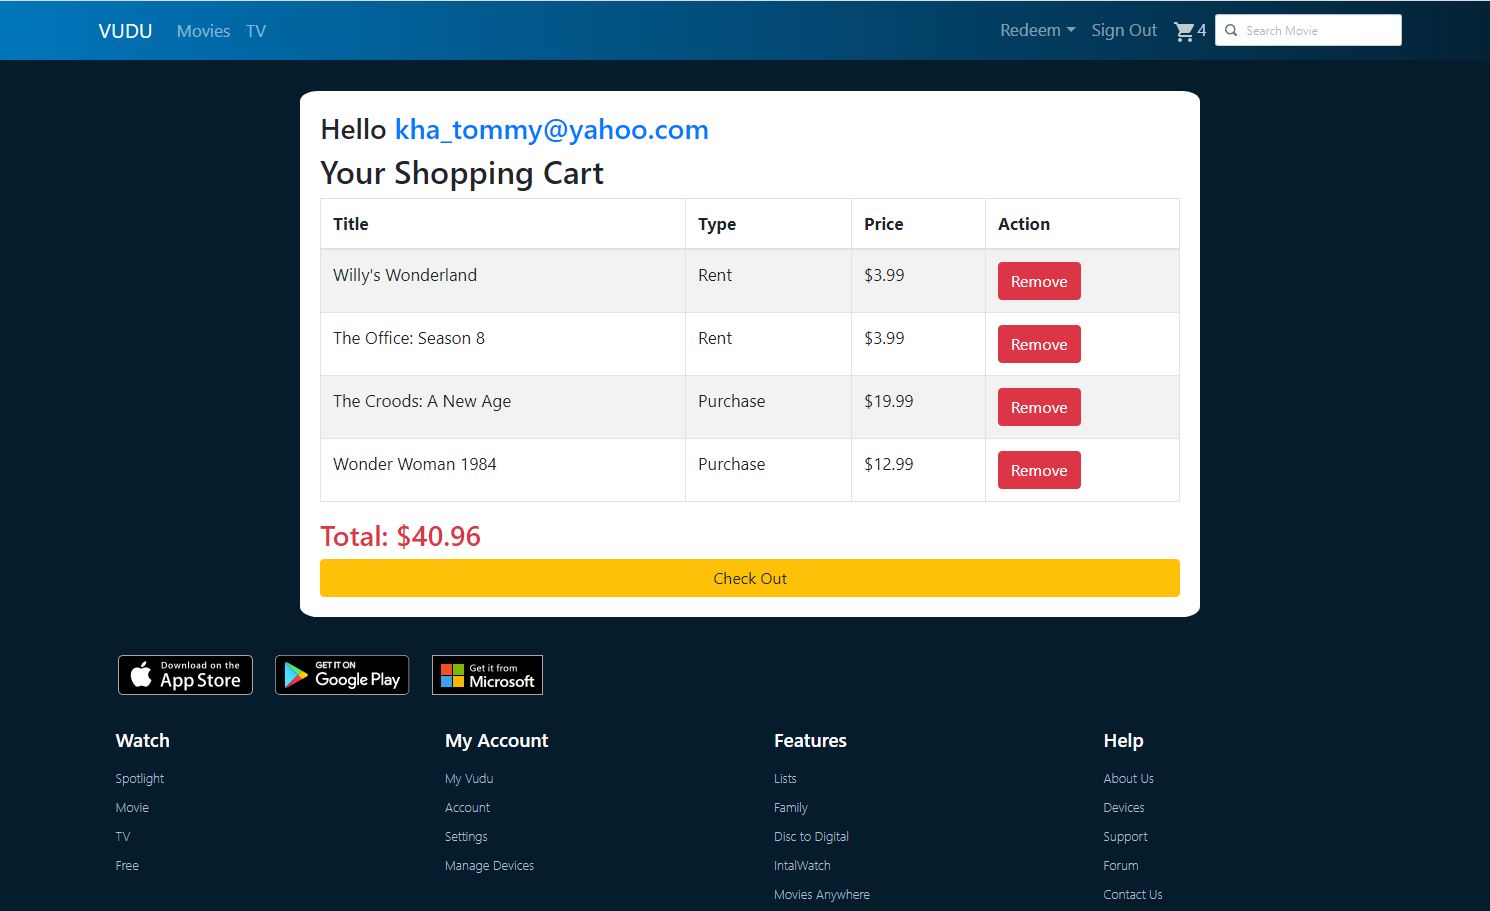 VUDU Movies TV Redeem Sign Out 4 Search Movie
Hello kha_tommy@yahoo.com
Your Shopping Cart
Title Type Price Action
Willy's Wonderland Rent $3.99 Remove
The Office: Season 8 Rent $3.99 Remove
The Croods: A New Age Purchase $19.99 Remove
Wonder Woman 1984 Purchase $12.99 Remove
Total: $40.96
Check Out
Download on the App Store
GET IT ON Google Play
Get it from Microsoft
Watch
Spotlight
Movie
TV
Free
My Account
My Vudu
Account
Settings
Manage Devices
Features
Lists
Family
Disc to Digital
IntalWatch
Movies Anywhere
Help
About Us
Devices
Support
Forum
Contact Us